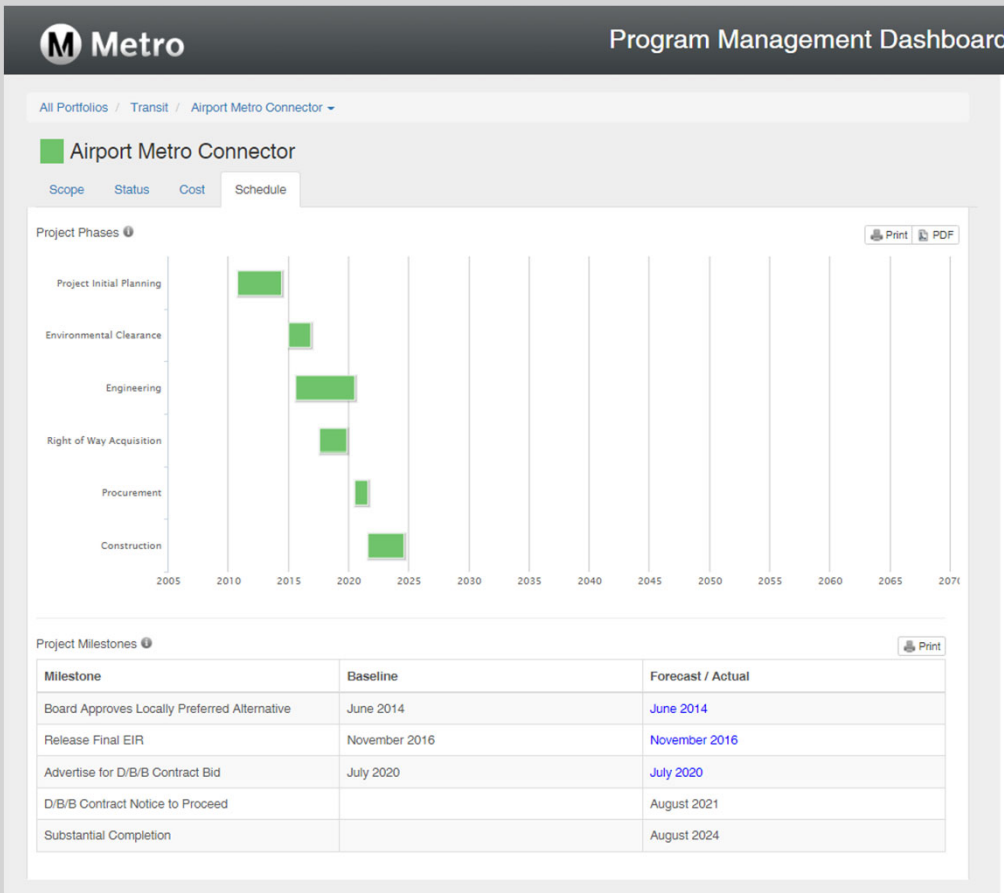 M Metro
Program Management Dashboard
All Portfolios / Transit / Airport Metro Connector
Airport Metro Connector
Scope Status Cost Schedule
Project Phases
Print PDF
Project Initial Planning
Environmental Clearance
Engineering
Right of Way Acquisition
Procurement
Construction
2005 2010 2015 2020 2025 2030 2035 2040 2045 2050 2055 2060 2065 2070
Project Milestones
Print
Milestone Baseline Forecast / Actual
Board Approves Locally Preferred Alternative June 2014 June 2014
Release Final EIR November 2016 November 2016
Advertise for D/B/B Contract Bid July 2020 July 2020
D/B/B Contract Notice to Proceed August 2021
Substantial Completion August 2024